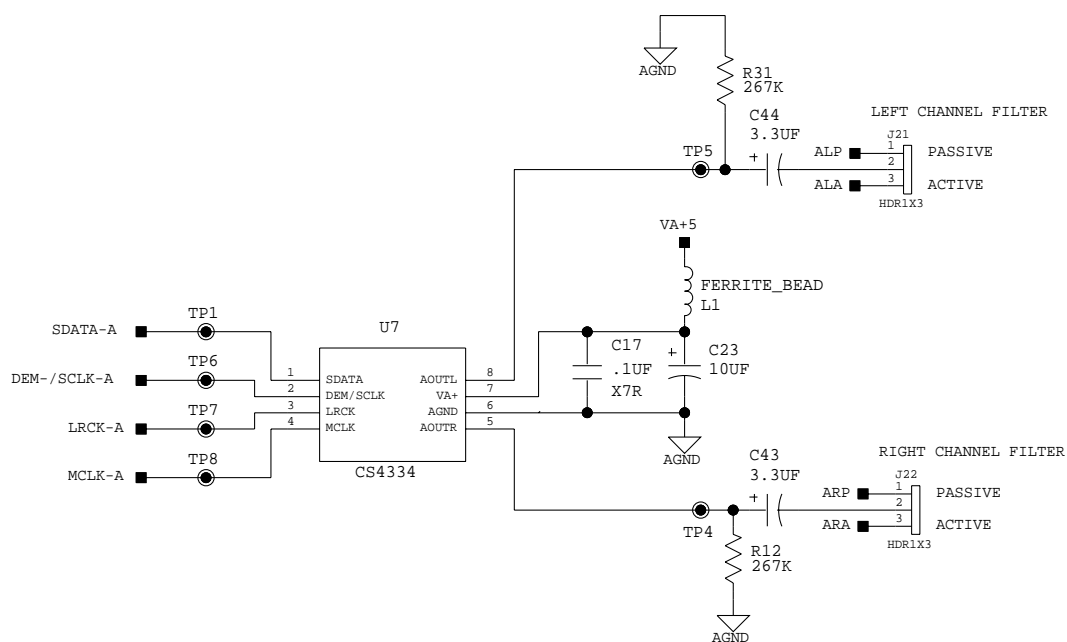 AGND
R31
267K
LEFT CHANNEL FILTER
C44
3.3UF
+
J21
TP5
ALP
1
PASSIVE
2
ALA
3
ACTIVE
HDR1X3
VA+5
FERRITE_BEAD
L1
TP1
SDATA-A
U7
C17
.1UF
X7R
+
C23
10UF
TP6
DEM-/SCLK-A
1
SDATA
AOUTL
8
2
DEM/SCLK
VA+
7
TP7
LRCK-A
3
LRCK
AGND
6
4
MCLK
AOUTR
5
TP8
MCLK-A
CS4334
AGND
C43
3.3UF
+
RIGHT CHANNEL FILTER
J22
ARP
1
PASSIVE
2
TP4
ARA
3
ACTIVE
HDR1X3
R12
267K
AGND